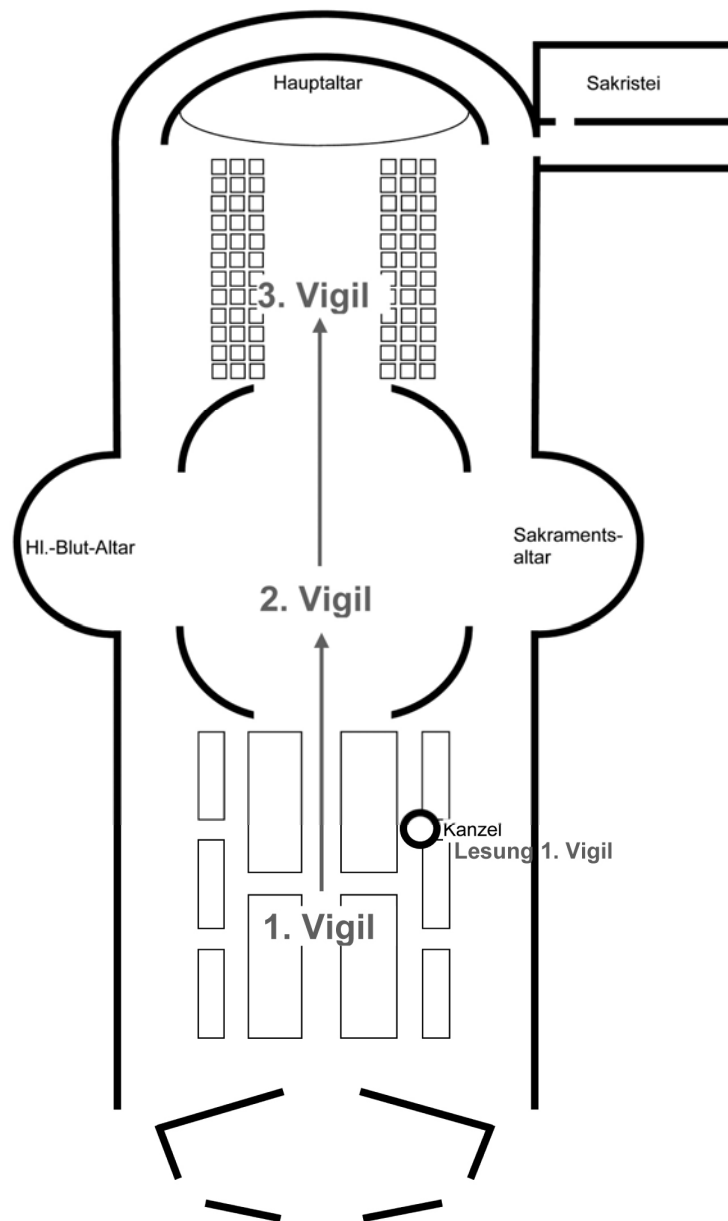 Hauptaltar
Sakristei
3. Vigil
Hl.-Blut-Altar
Sakraments-
altar
2. Vigil
Kanzel
Lesung 1. Vigil
1. Vigil